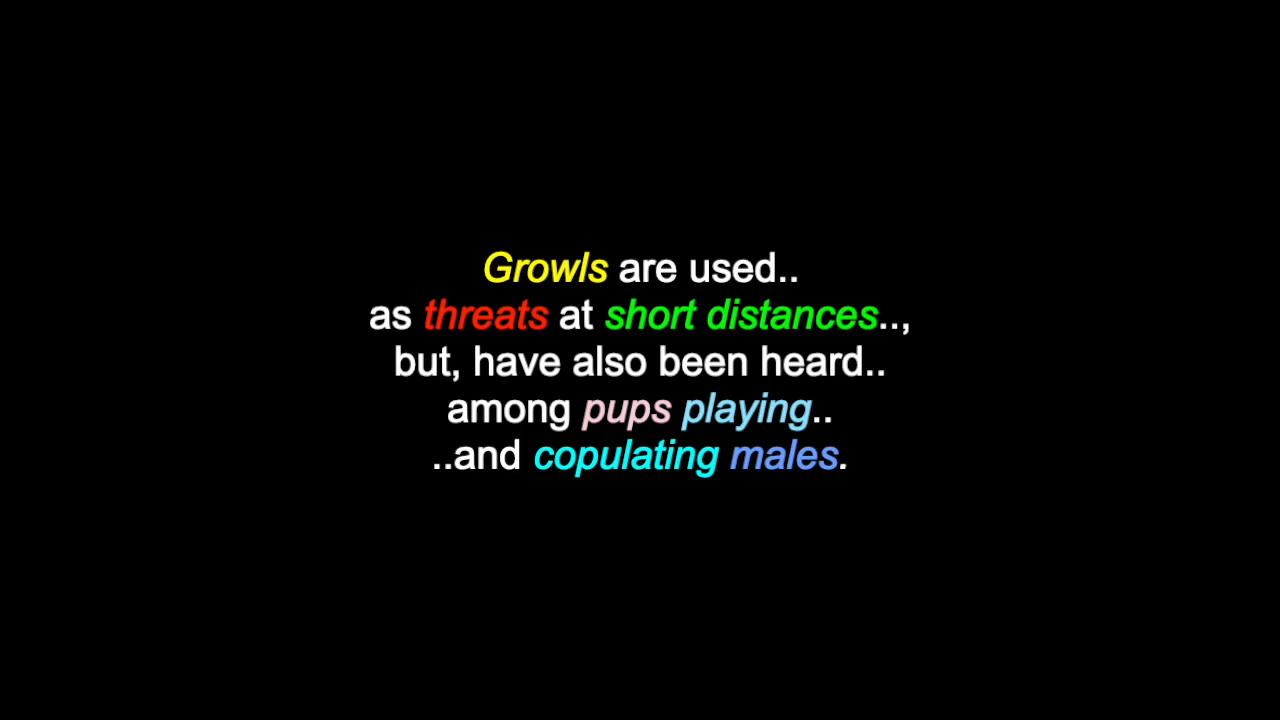 Growls are used..
as threats at short distances..,
but, have also been heard..
among pups playing..
..and copulating males.